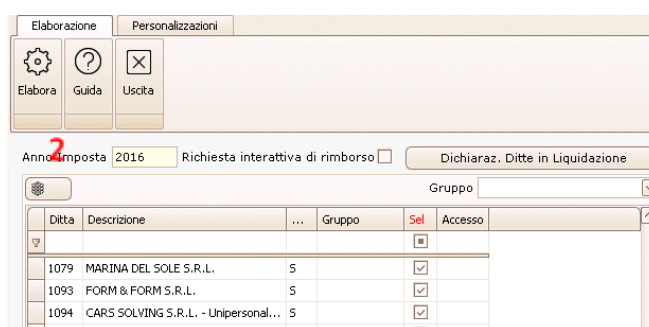 Elaborazione Personalizzazioni
Elabora Guida Uscita
2
Anno Imposta 2016 Richiesta interattiva di rimborso Dichiaraz. Ditte in Liquidazione
Gruppo
Ditta Descrizione ... Gruppo Sel Accesso
1079 MARINA DEL SOLE S.R.L. S
1093 FORM & FORM S.R.L. S
1094 CARS SOLVING S.R.L. - Unipersonal... S